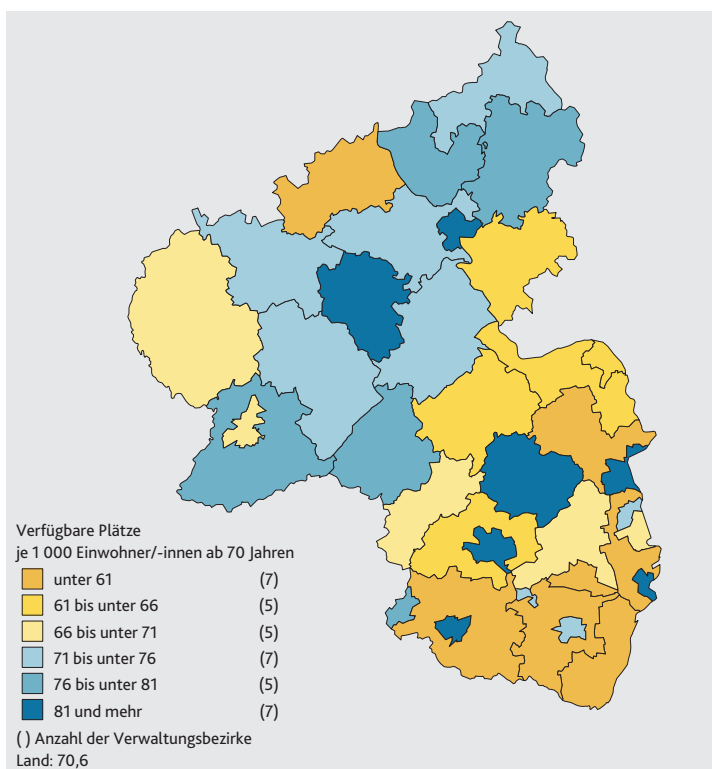 Verfügbare Plätze
je 1 000 Einwohner/-innen ab 70 Jahren
unter 61 (7)
61 bis unter 66 (5)
66 bis unter 71 (5)
71 bis unter 76 (7)
76 bis unter 81 (5)
81 und mehr (7)
( ) Anzahl der Verwaltungsbezirke
Land: 70,6